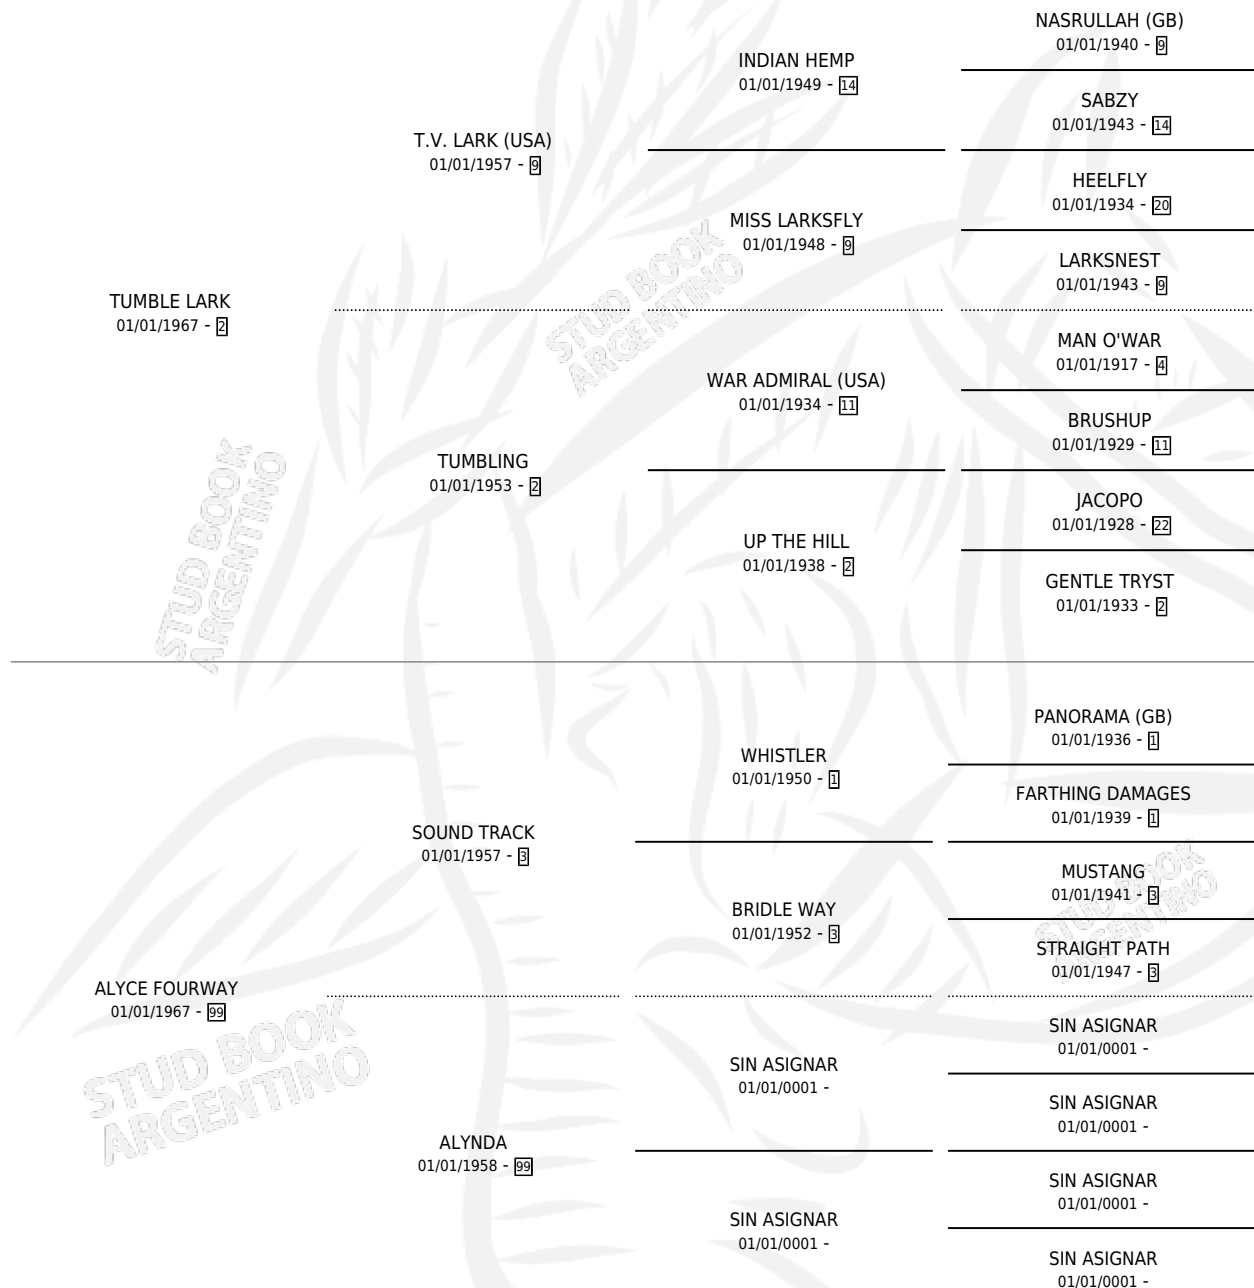 NASRULLAH (GB)
01/01/1940 - 9
INDIAN HEMP
01/01/1949 - 14
SABZY
01/01/1943 - 14
T.V. LARK (USA)
01/01/1957 - 9
HEELFLY
01/01/1934 - 20
MISS LARKSFLY
01/01/1948 - 9
LARKSNEST
01/01/1943 - 9
TUMBLE LARK
01/01/1967 - 2
MAN O'WAR
01/01/1917 - 4
WAR ADMIRAL (USA)
01/01/1934 - 11
BRUSHUP
01/01/1929 - 11
TUMBLING
01/01/1953 - 2
JACOPO
01/01/1928 - 22
UP THE HILL
01/01/1938 - 2
GENTLE TRYST
01/01/1933 - 2
STUD BOOK
ARGENTINO
STUD BOOK
ARGENTINO
PANORAMA (GB)
01/01/1936 - 1
WHISTLER
01/01/1950 - 1
FARTHING DAMAGES
01/01/1939 - 1
SOUND TRACK
01/01/1957 - 3
MUSTANG
01/01/1941 - 3
BRIDLE WAY
01/01/1952 - 3
STRAIGHT PATH
01/01/1947 - 3
STUD BOOK
ARGENTINO
ALYCE FOURWAY
01/01/1967 - 99
SIN ASIGNAR
01/01/0001 -
SIN ASIGNAR
01/01/0001 -
SIN ASIGNAR
01/01/0001 -
ALYNDA
01/01/1958 - 99
SIN ASIGNAR
01/01/0001 -
SIN ASIGNAR
01/01/0001 -
SIN ASIGNAR
01/01/0001 -
STUD BOOK
ARGENTINO